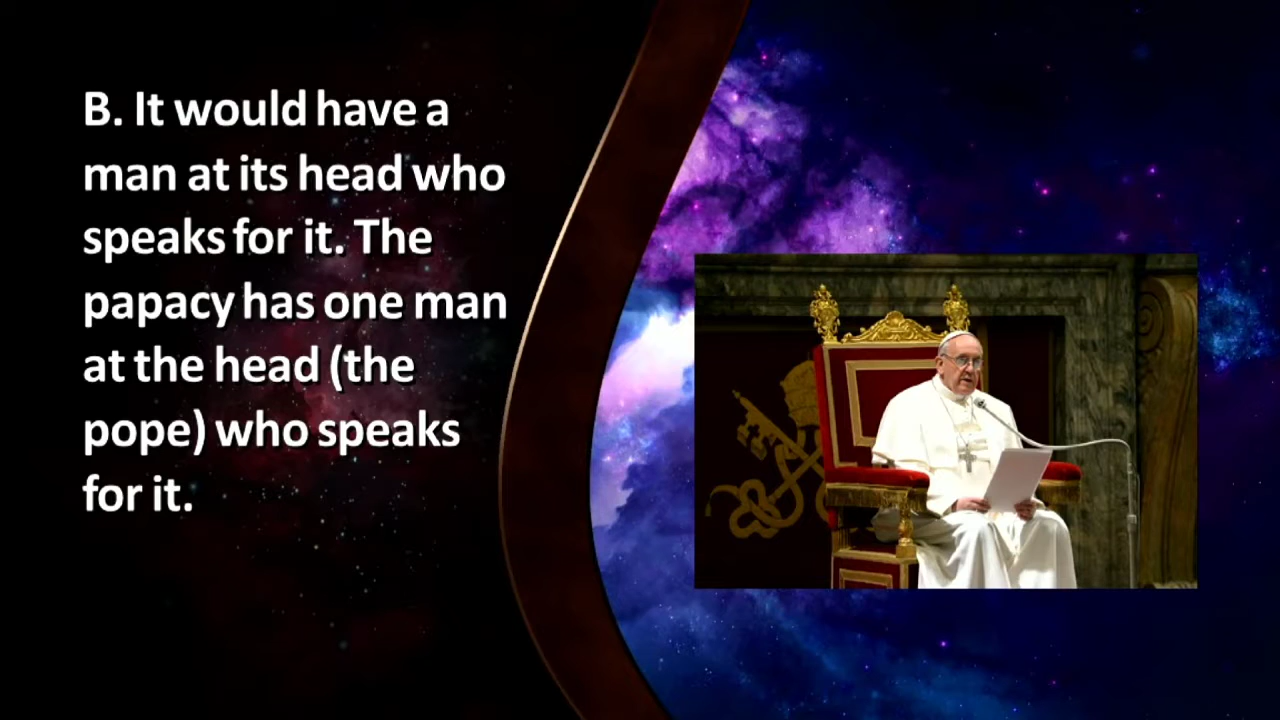 B. It would have a
man at its head who
speaks for it. The
papacy has one man
at the head (the
pope) who speaks
for it.